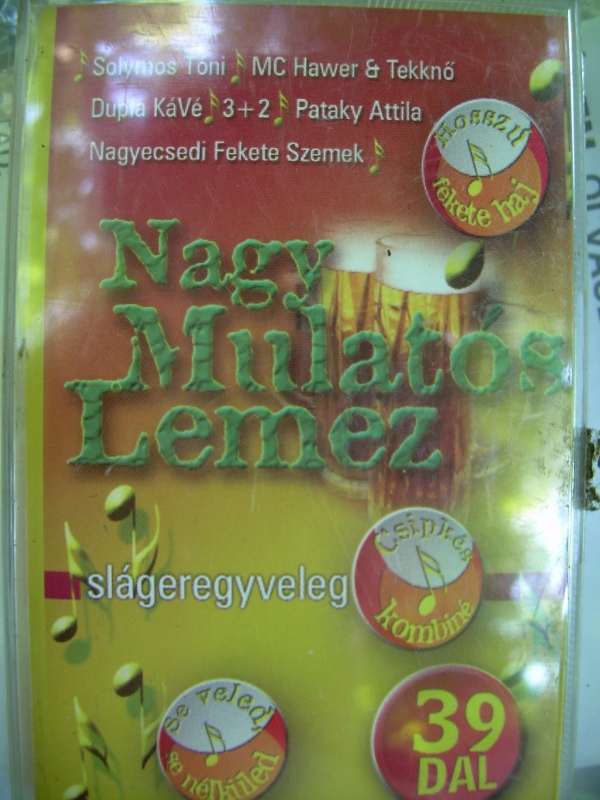 Solymos Tóni MC Hawer & Tekknő
Dupla KáVé 3+2 Pataky Attila
Nagyecsedi Fekete Szemek
Hosszú
fekete haj
Nagy
Mulatós
Lemez
Csipkés
kombiné
slágeregyveleg
Se veled,
se nélküled
39
DAL